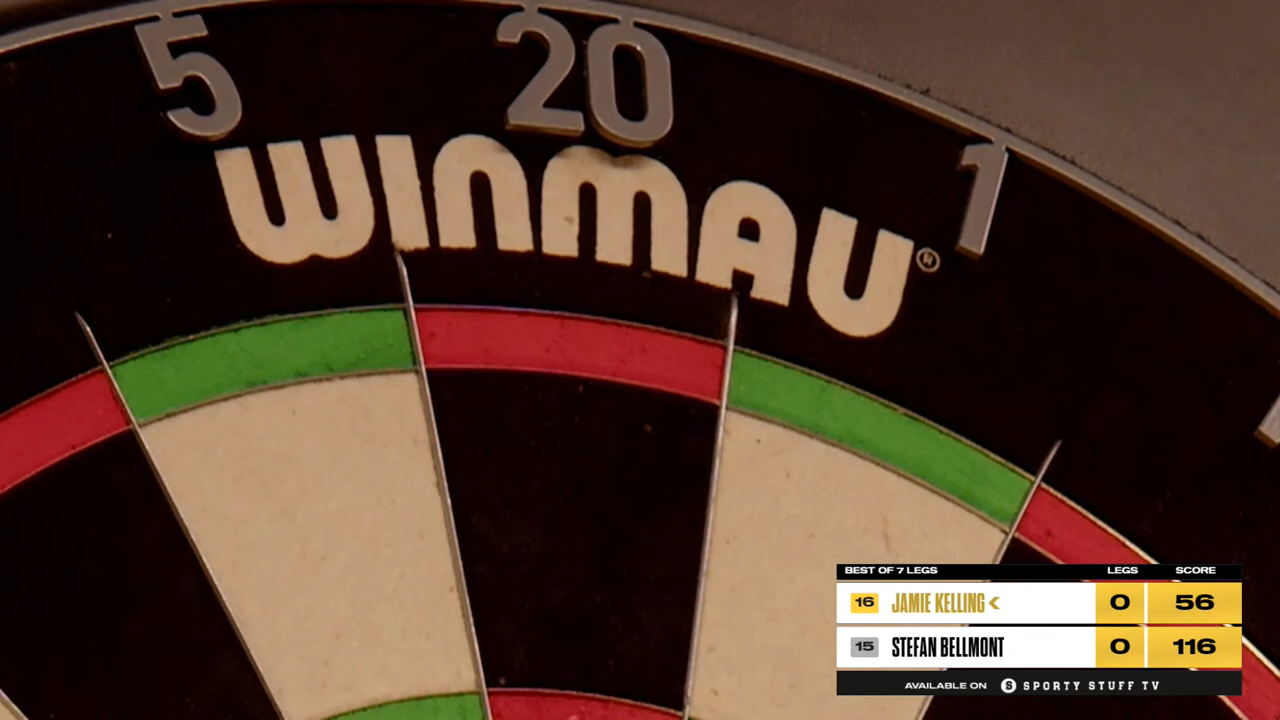 5 20 1
WINMAU®
BEST OF 7 LEGS LEGS SCORE
16 JAMIE KELLING 0 56
15 STEFAN BELLMONT 0 116
AVAILABLE ON S SPORTY STUFF TV